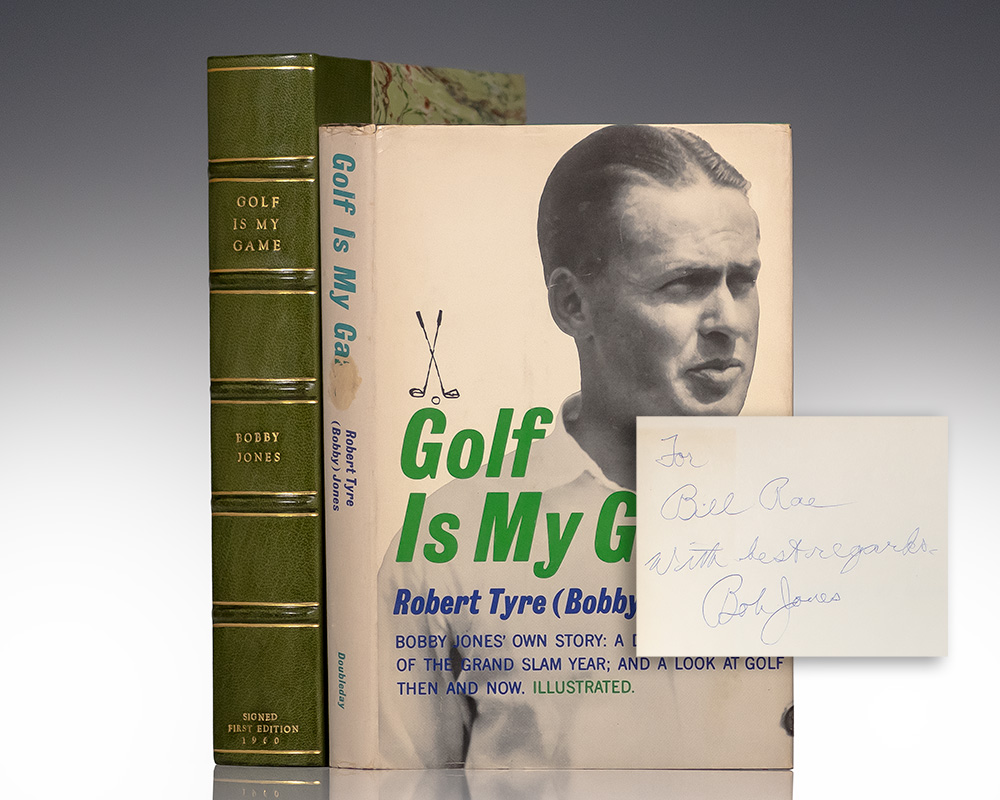 GOLF
IS MY
GAME
BOBBY
JONES
SIGNED
FIRST EDITION
1960
Golf Is My Ga
Robert Tyre
(Bobby) Jones
Doubleday
Golf
Is My G
Robert Tyre (Bobby
BOBBY JONES' OWN STORY: A D
OF THE GRAND SLAM YEAR; AND A LOOK AT GOLF
THEN AND NOW. ILLUSTRATED.
For
Bill Rae
With best regards.
Bob Jones